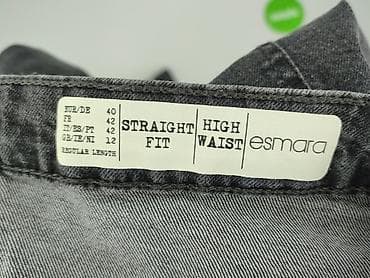 EUR/DE 40
FR 42
IT/ES/PT 42
GB/IE/NI 12
REGULAR LENGTH
STRAIGHT
FIT
HIGH
WAIST
esmara